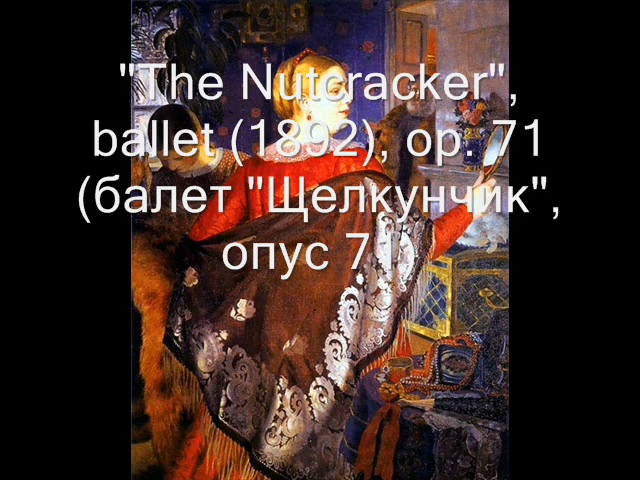 "The Nutcracker",
ballet (1892), op. 71
(балет "Щелкунчик",
опус 71)